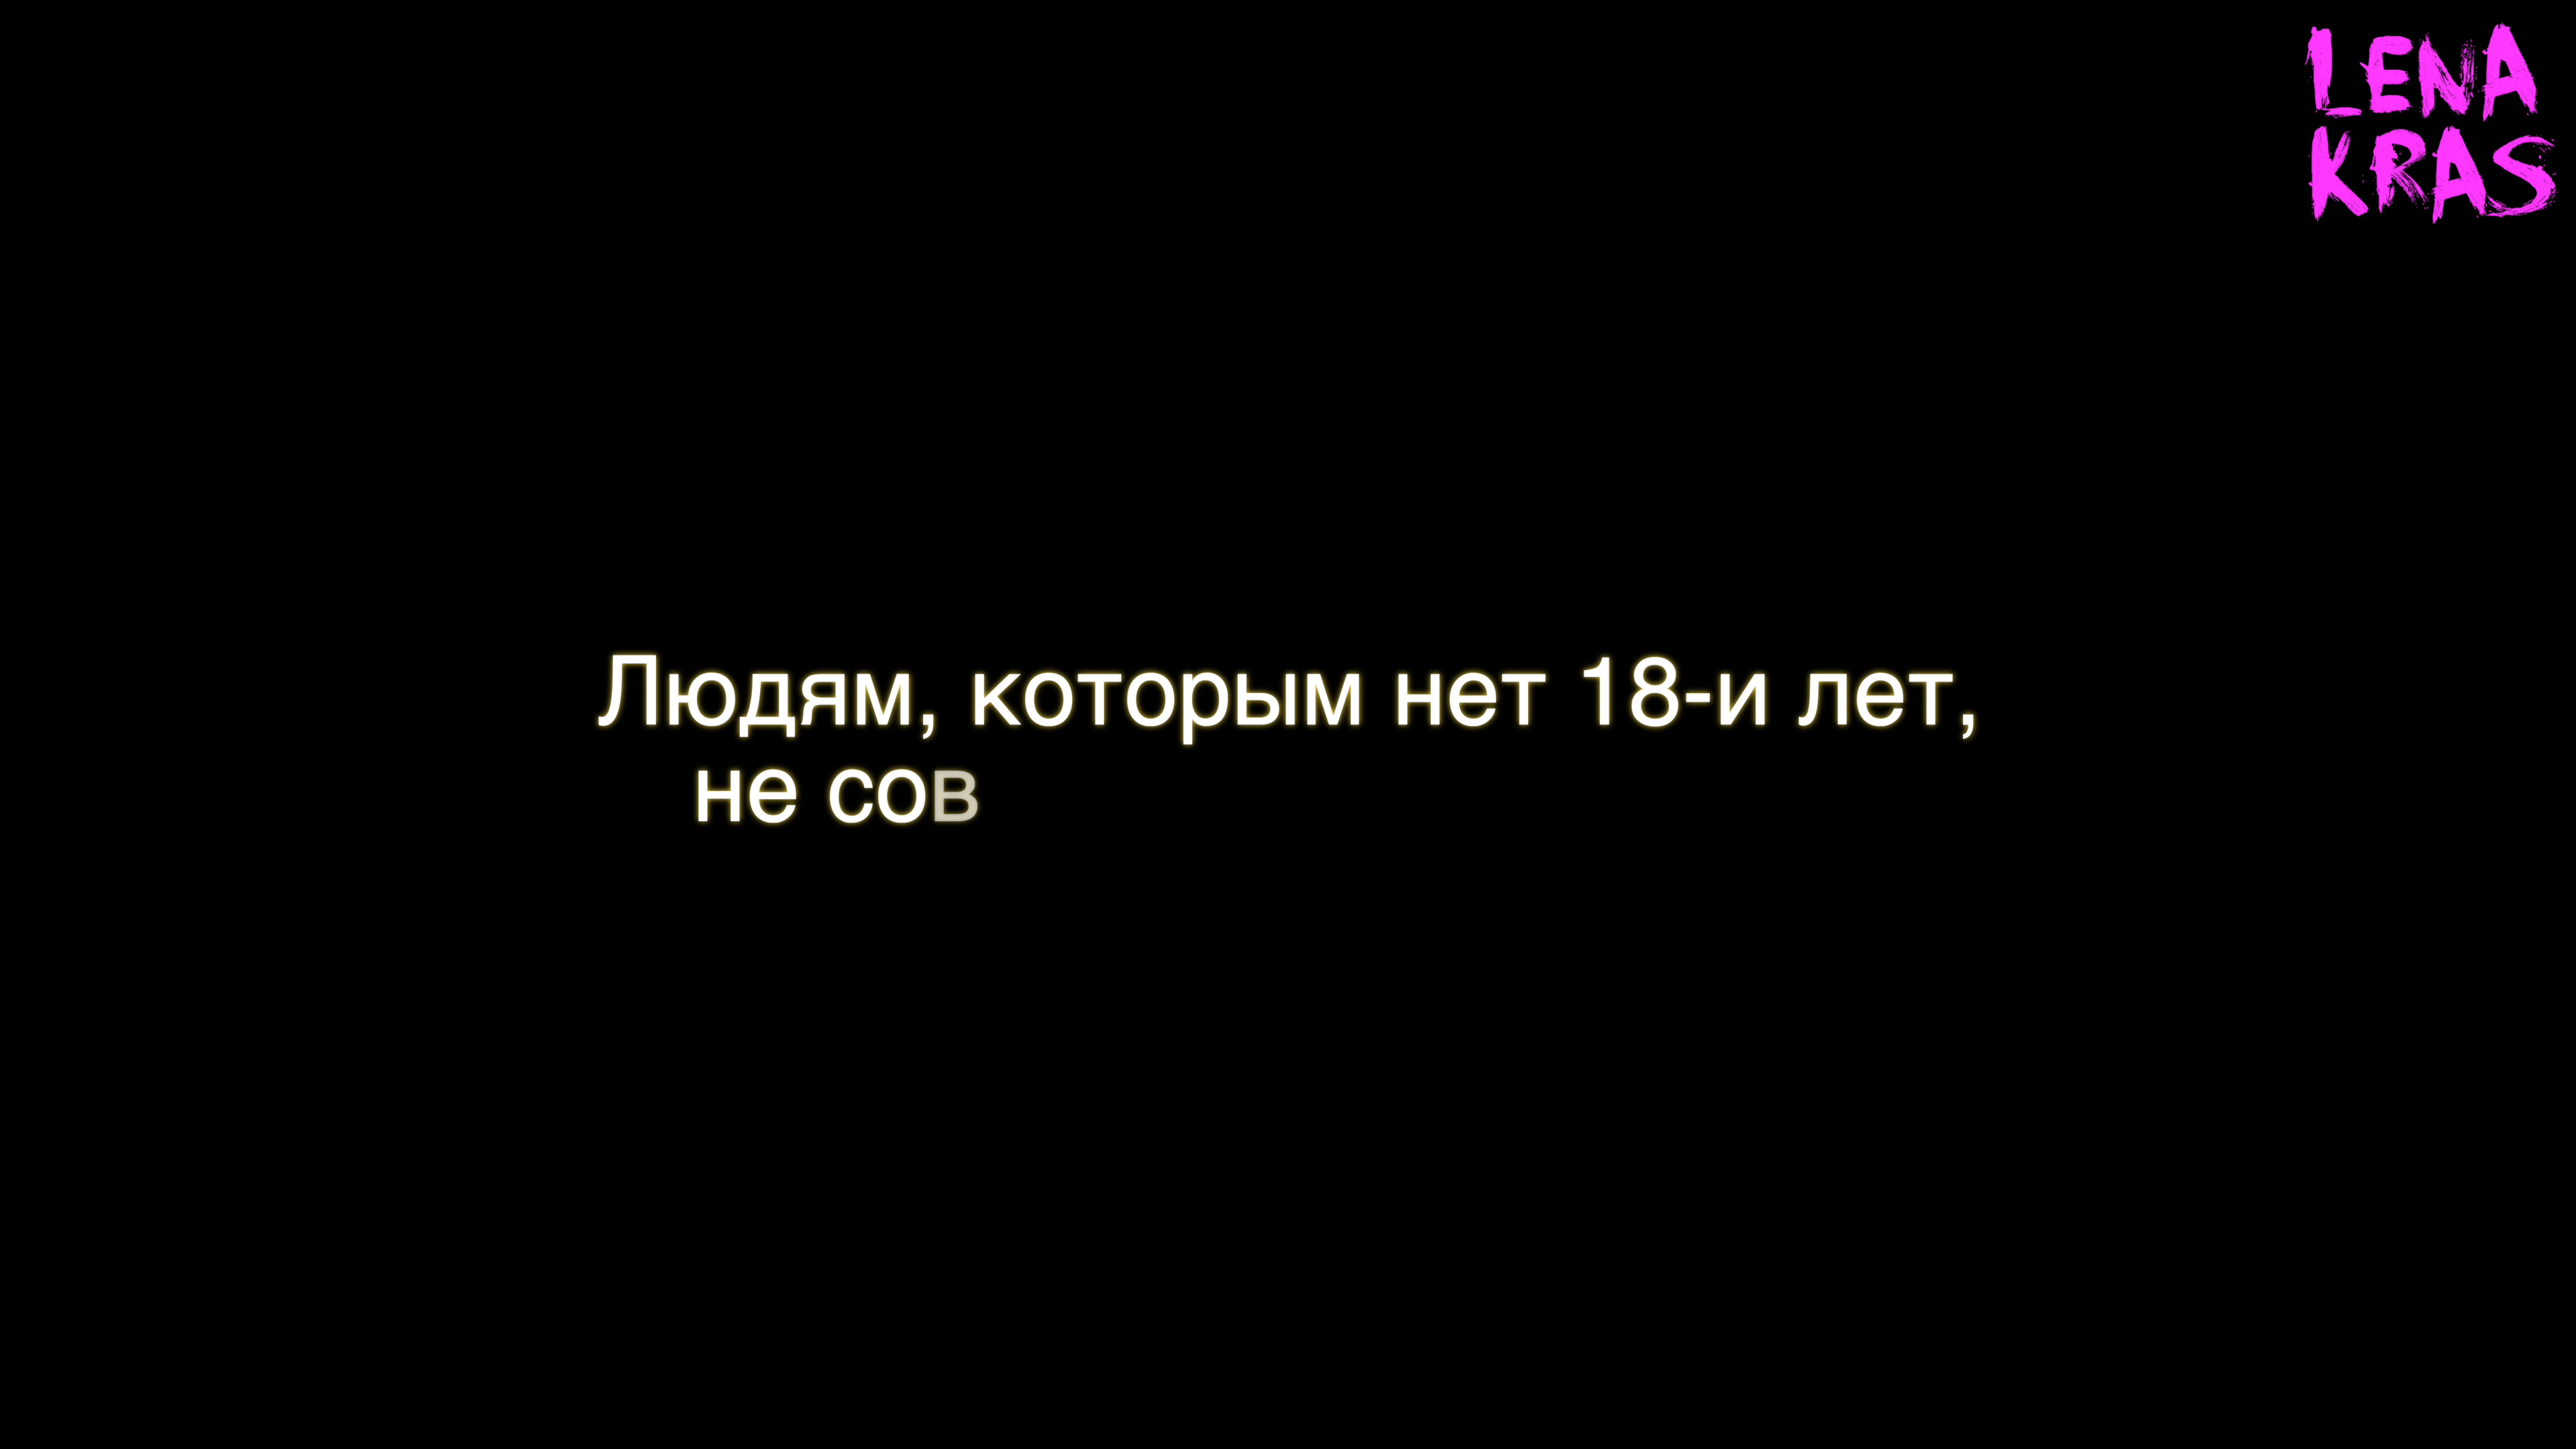 LENA
KRAS
Людям, которым нет 18-и лет,
не сов